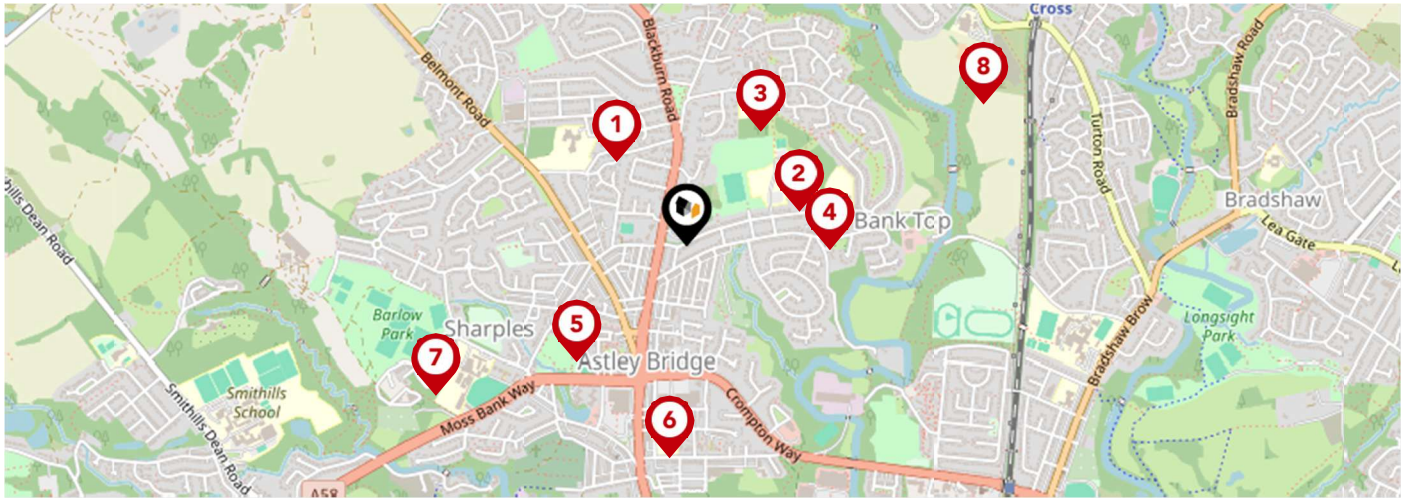 Cross
Blackburn Road
Belmont Road
8
3
1
Bradshaw Road
Turton Road
2
4
Bank Top
Bradshaw
Lea Gate
hills Dean Road
Barlow
Park
Sharples
5
7
Astley Bridge
Longsight
Park
Bradshaw Brow
Smithills
School
Smithills Dean Road
Moss Bank Way
6
Crompton Way
A58